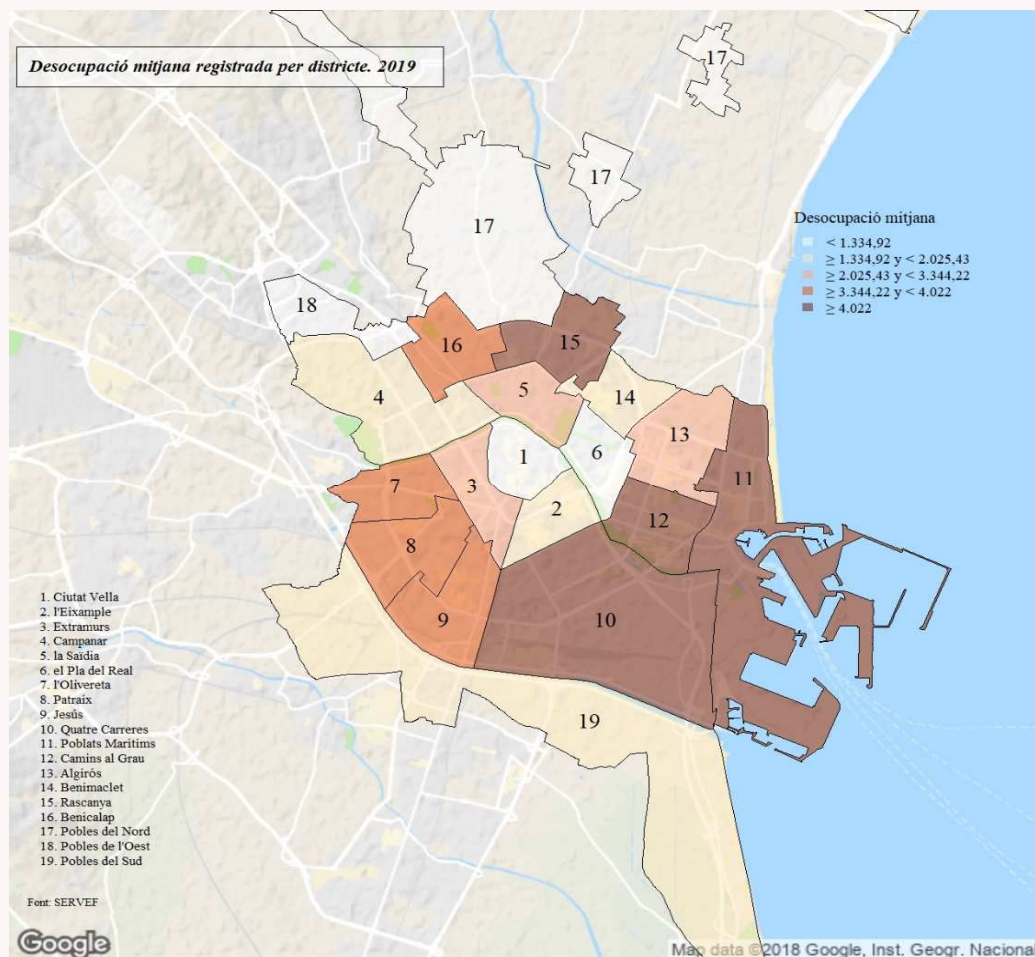 Desocupació mitjana registrada per districte. 2019
17
17
17
Desocupació mitjana
< 1.334,92
≥ 1.334,92 y < 2.025,43
≥ 2.025,43 y < 3.344,22
≥ 3.344,22 y < 4.022
≥ 4.022
18
16
15
5
4
14
13
6
1
3
11
7
2
12
8
10
9
19
1. Ciutat Vella
2. l'Eixample
3. Extramurs
4. Campanar
5. la Saïdia
6. el Pla del Real
7. l'Olivereta
8. Patraix
9. Jesús
10. Quatre Carreres
11. Poblats Marítims
12. Camins al Grau
13. Algirós
14. Benimaclet
15. Rascanya
16. Benicalap
17. Pobles del Nord
18. Pobles de l'Oest
19. Pobles del Sud
Font: SERVEF
Google
Map data ©2018 Google, Inst. Geogr. Nacional